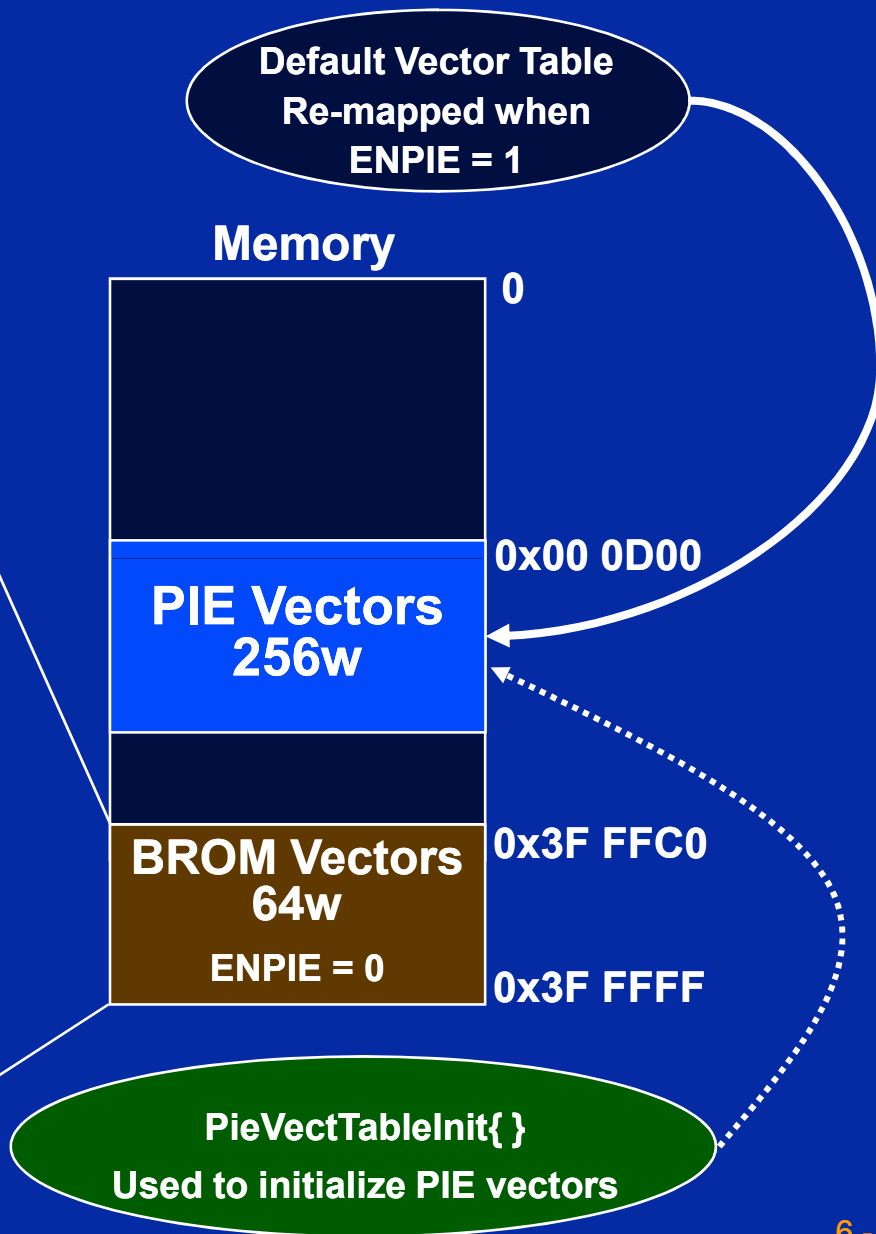 Default Vector Table
Re-mapped when
ENPIE = 1
Memory
0
0x00 0D00
PIE Vectors
256w
0x3F FFC0
BROM Vectors
64w
ENPIE = 0
0x3F FFFF
PieVectTableInit{ }
Used to initialize PIE vectors
6 -